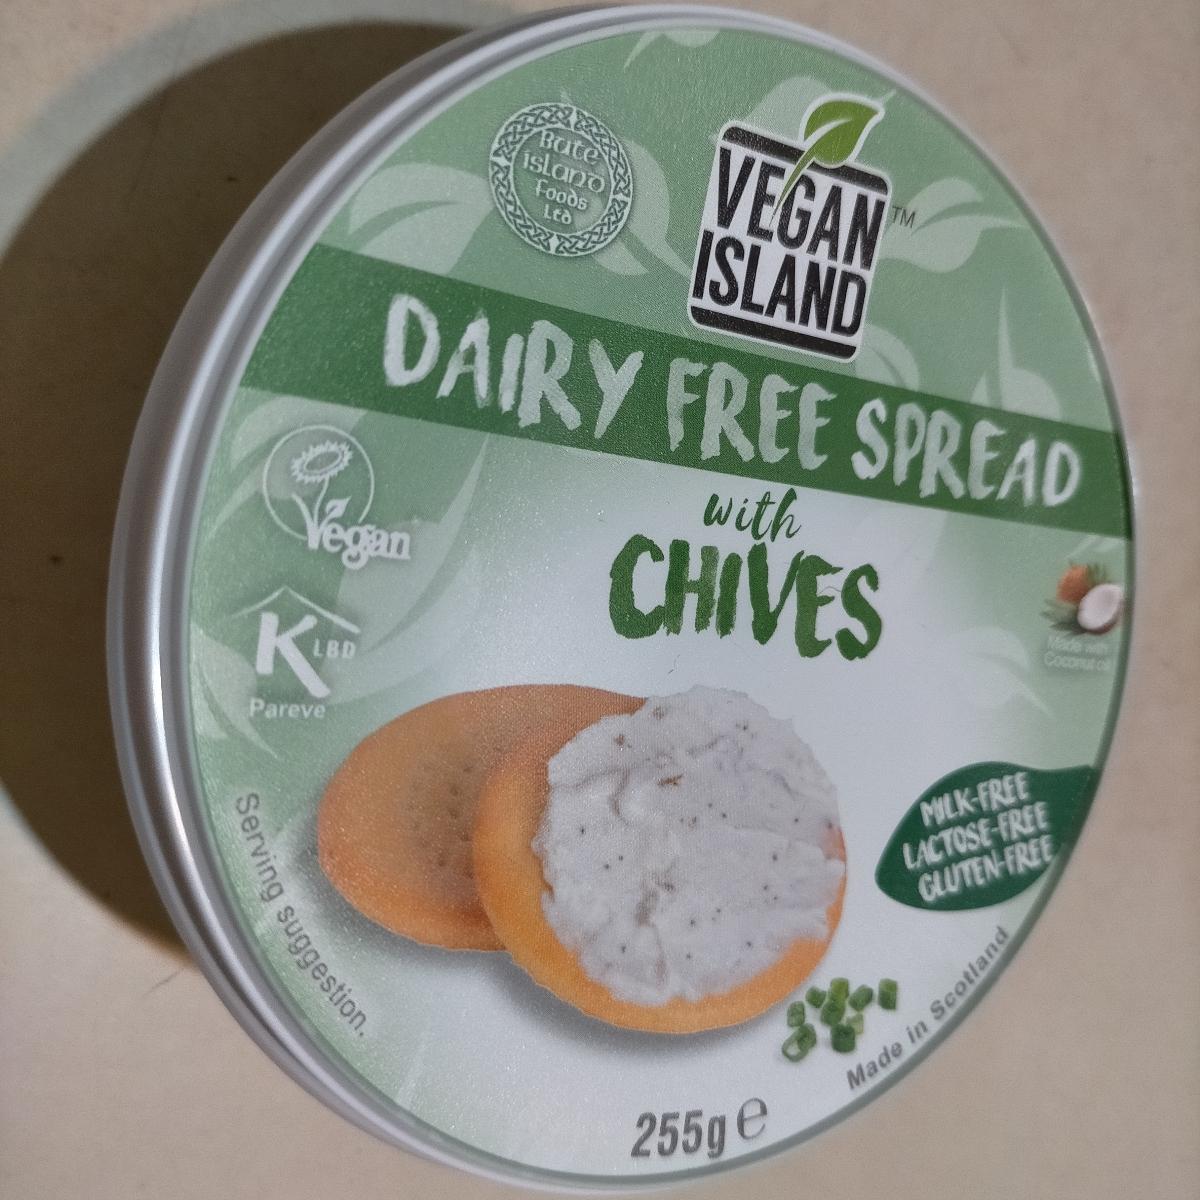 Bute
island
Foods
Ltd
VEGAN
ISLAND
TM
DAIRY FREE SPREAD
with
CHIVES
Vegan
K LBD
Pareve
Made with
Coconut oil
MILK-FREE
LACTOSE-FREE
GLUTEN-FREE
Serving suggestion.
Made in Scotland
255g e